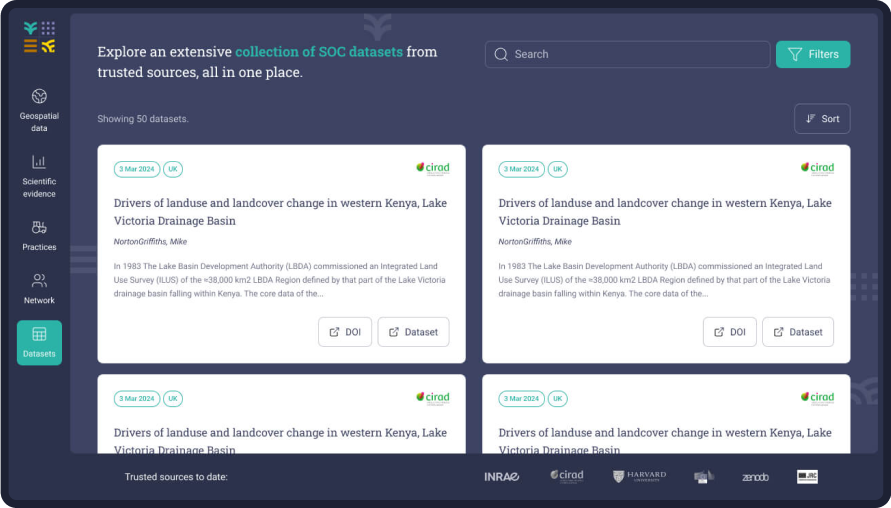 Explore an extensive collection of SOC datasets from
trusted sources, all in one place.
Search
Filters
Geospatial
data
Scientific
evidence
Practices
Network
Datasets
Showing 50 datasets.
Sort
3 Mar 2024
UK
cirad
Drivers of landuse and landcover change in western Kenya, Lake
Victoria Drainage Basin
NortonGriffiths, Mike
In 1983 The Lake Basin Development Authority (LBDA) commissioned an Integrated Land
Use Survey (ILUS) of the ≈38,000 km2 LBDA Region defined by that part of the Lake Victoria
drainage basin falling within Kenya. The core data of the...
DOI
Dataset
3 Mar 2024
UK
cirad
Drivers of landuse and landcover change in western Kenya, Lake
Victoria Drainage Basin
NortonGriffiths, Mike
In 1983 The Lake Basin Development Authority (LBDA) commissioned an Integrated Land
Use Survey (ILUS) of the ≈38,000 km2 LBDA Region defined by that part of the Lake Victoria
drainage basin falling within Kenya. The core data of the...
DOI
Dataset
3 Mar 2024
UK
cirad
Drivers of landuse and landcover change in western Kenya, Lake
Victoria Drainage Basin
3 Mar 2024
UK
cirad
Drivers of landuse and landcover change in western Kenya, Lake
Victoria Drainage Basin
Trusted sources to date:
INRAE
cirad
HARVARD
UNIVERSITY
zenodo
JRC